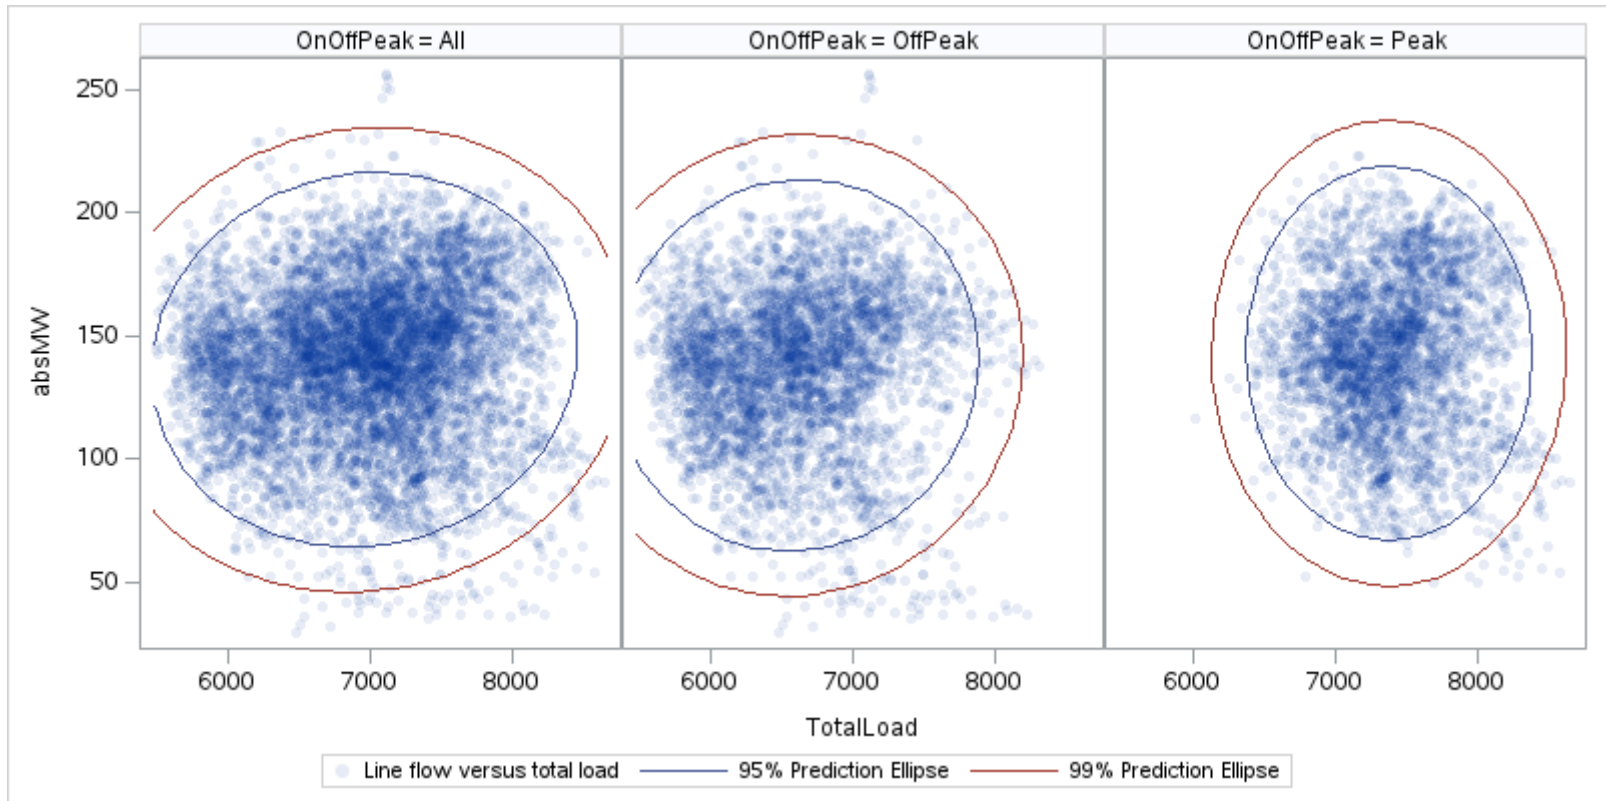 OnOffPeak = All
OnOffPeak = OffPeak
OnOffPeak = Peak
250
200
150
100
50
absMW
6000 7000 8000
6000 7000 8000
6000 7000 8000
TotalLoad
Line flow versus total load
95% Prediction Ellipse
99% Prediction Ellipse